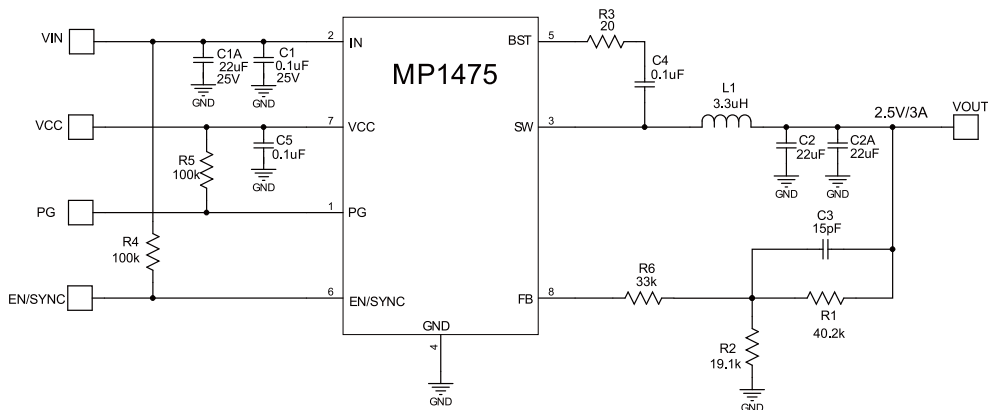 VIN
2
IN
C1A
22uF
25V
GND
C1
0.1uF
25V
GND
MP1475
BST
5
R3
20
C4
0.1uF
VCC
7
VCC
C5
0.1uF
GND
R5
100k
SW
3
L1
3.3uH
2.5V/3A
VOUT
C2
22uF
GND
C2A
22uF
GND
PG
1
PG
R4
100k
C3
15pF
EN/SYNC
6
EN/SYNC
FB
8
R6
33k
R1
40.2k
R2
19.1k
GND
GND
4
GND